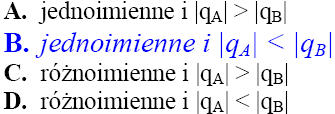 A. jednoimienne i |qA| > |qB|
B. jednoimienne i |qA| < |qB|
C. różnoimienne i |qA| > |qB|
D. różnoimienne i |qA| < |qB|